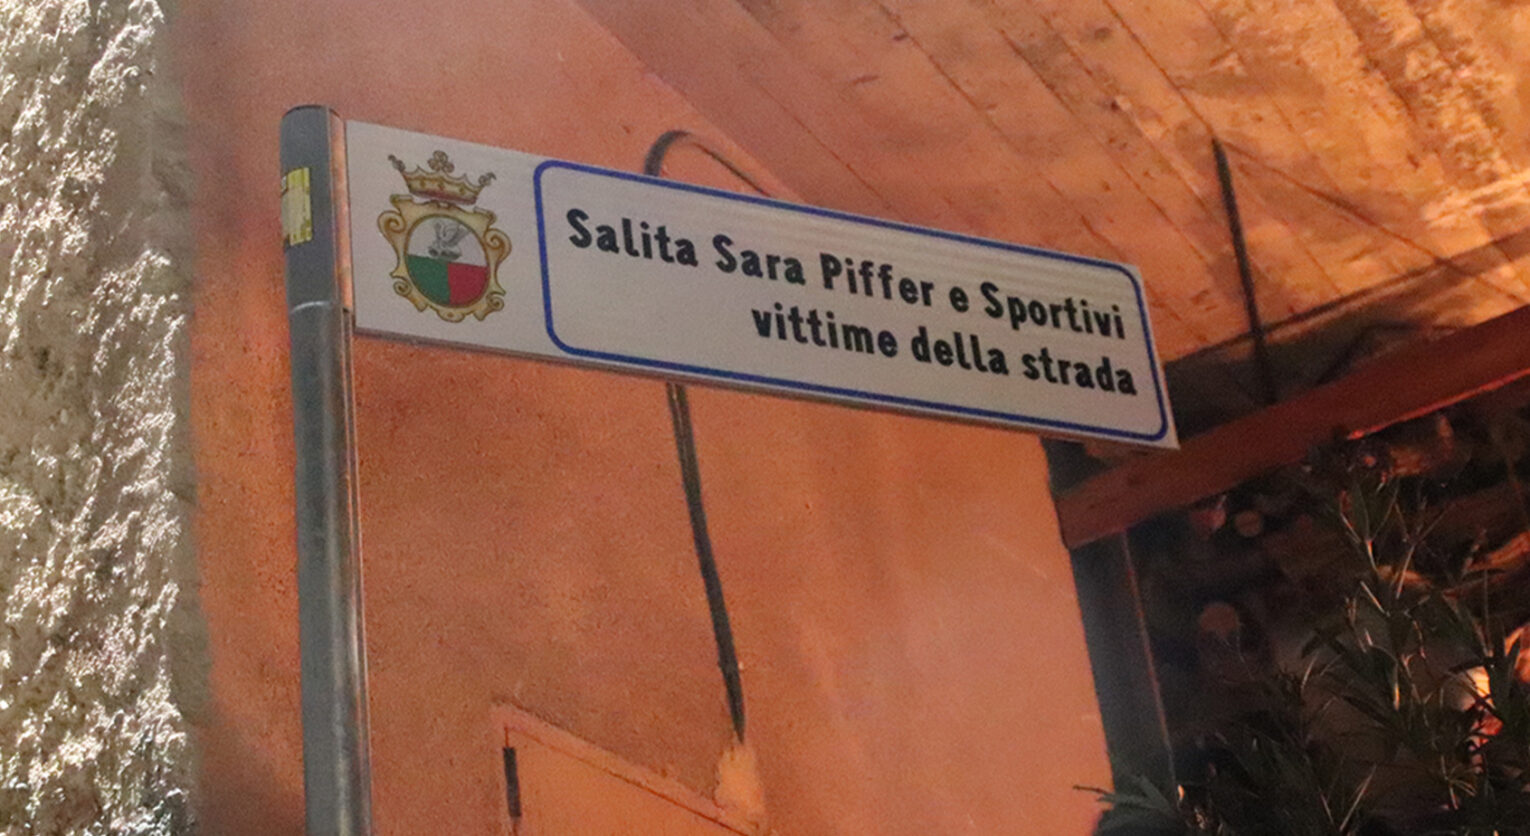 Salita Sara Piffer e Sportivi
vittime della strada